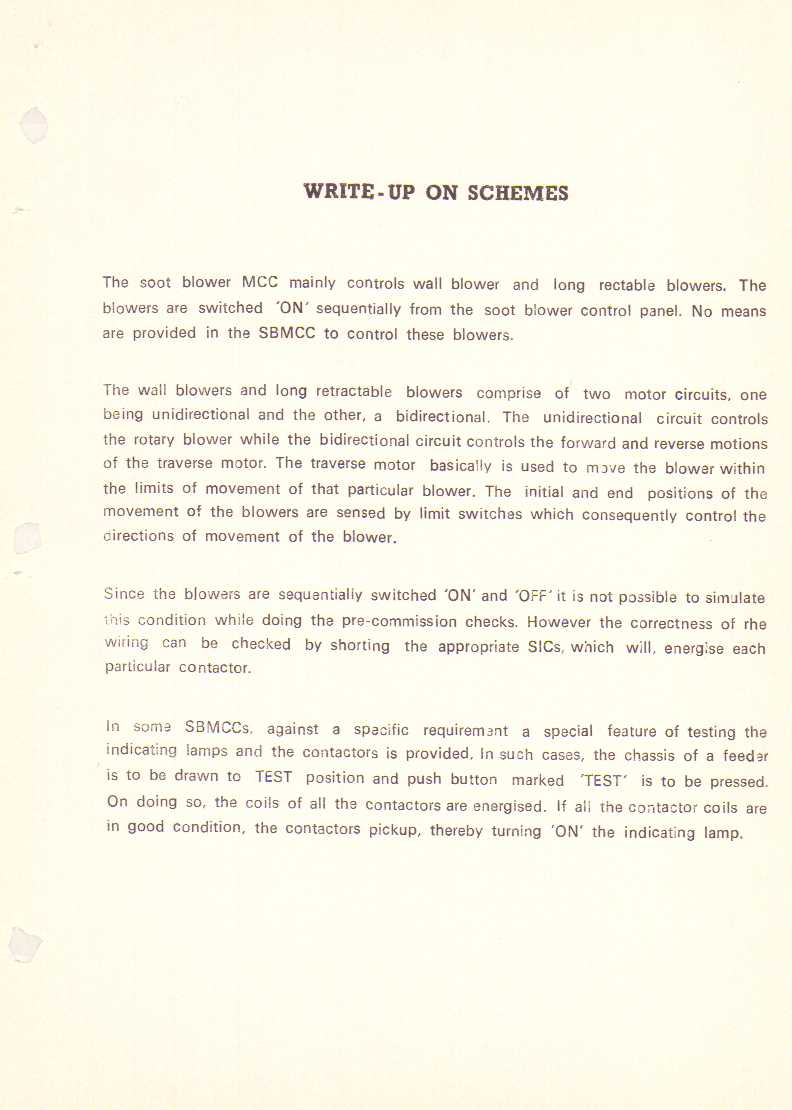 WRITE-UP ON SCHEMES
The soot blower MCC mainly controls wall blower and long rectable blowers. The
blowers are switched 'ON' sequentially from the soot blower control panel. No means
are provided in the SBMCC to control these blowers.
The wall blowers and long retractable blowers comprise of two motor circuits, one
being unidirectional and the other, a bidirectional. The unidirectional circuit controls
the rotary blower while the bidirectional circuit controls the forward and reverse motions
of the traverse motor. The traverse motor basically is used to move the blower within
the limits of movement of that particular blower. The initial and end positions of the
movement of the blowers are sensed by limit switches which consequently control the
directions of movement of the blower.
Since the blowers are sequentially switched 'ON' and 'OFF' it is not possible to simulate
this condition while doing the pre-commission checks. However the correctness of rhe
wiring can be checked by shorting the appropriate SICs, which will, energise each
particular contactor.
In some SBMCCs, against a specific requirement a special feature of testing the
indicating lamps and the contactors is provided. In such cases, the chassis of a feeder
is to be drawn to TEST position and push button marked 'TEST' is to be pressed.
On doing so, the coils of all the contactors are energised. If all the contactor coils are
in good condition, the contactors pickup, thereby turning 'ON' the indicating lamp.